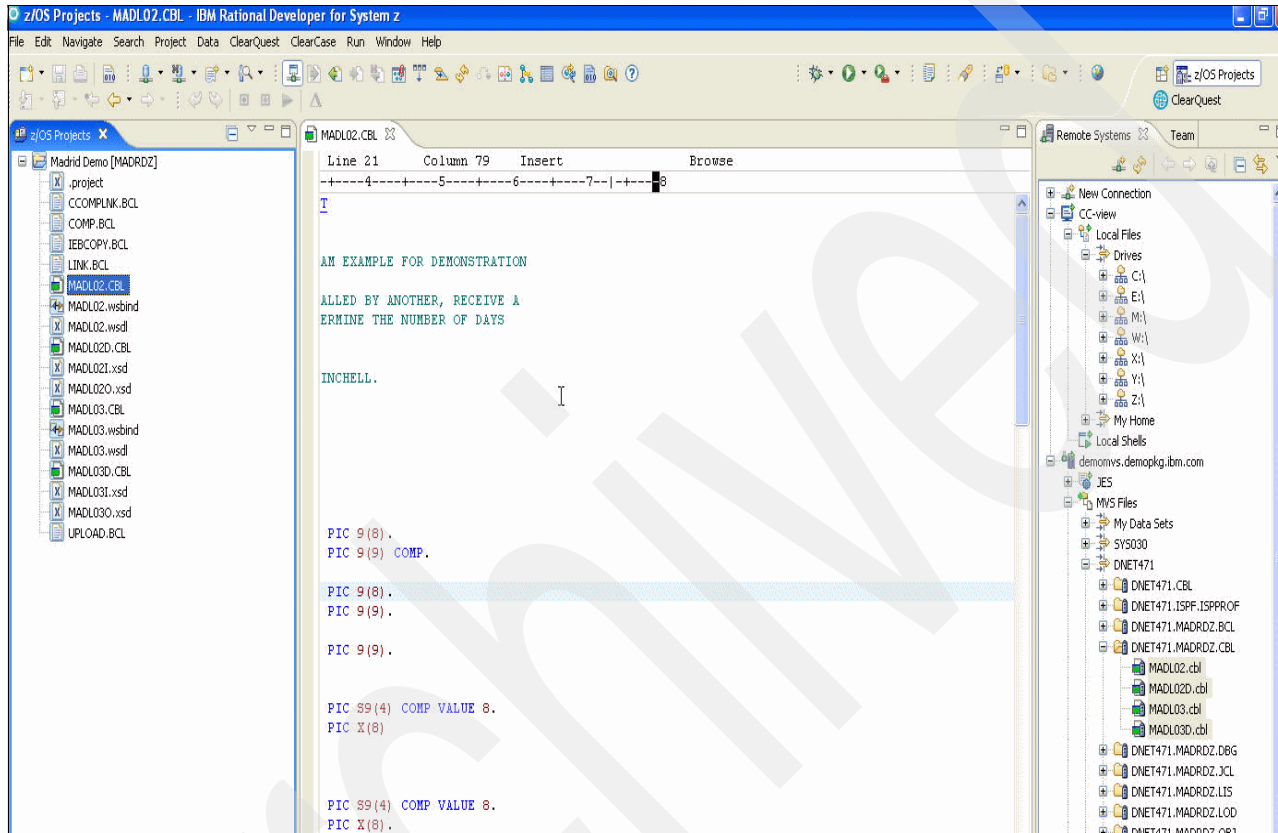 z/OS Projects - MADL02.CBL - IBM Rational Developer for System z
File Edit Navigate Search Project Data ClearQuest ClearCase Run Window Help
z/OS Projects
ClearQuest
z/OS Projects
Madrid Demo [MADRDZ]
.project
CCOMPLNK.BCL
COMP.BCL
IEBCOPY.BCL
LINK.BCL
MADL02.CBL
MADL02.wsbind
MADL02.wsdl
MADL02D.CBL
MADL02I.xsd
MADL02O.xsd
MADL03.CBL
MADL03.wsbind
MADL03.wsdl
MADL03D.CBL
MADL03I.xsd
MADL03O.xsd
UPLOAD.BCL
MADL02.CBL
Line 21 Column 79 Insert Browse
-+----4----+----5----+----6----+----7--|-+----8
T
AM EXAMPLE FOR DEMONSTRATION
ALLED BY ANOTHER, RECEIVE A
ERMINE THE NUMBER OF DAYS
INCHELL.
PIC 9(8).
PIC 9(9) COMP.
PIC 9(8).
PIC 9(9).
PIC 9(9).
PIC S9(4) COMP VALUE 8.
PIC X(8)
PIC S9(4) COMP VALUE 8.
PIC X(8).
Remote Systems Team
New Connection
CC-view
Local Files
Drives
C:\
E:\
M:\
W:\
X:\
Y:\
Z:\
My Home
Local Shells
demomvs.demopkg.ibm.com
JES
MVS Files
My Data Sets
SYS030
DNET471
DNET471.CBL
DNET471.ISPF.ISPPROF
DNET471.MADRDZ.BCL
DNET471.MADRDZ.CBL
MADL02.cbl
MADL02D.cbl
MADL03.cbl
MADL03D.cbl
DNET471.MADRDZ.DBG
DNET471.MADRDZ.JCL
DNET471.MADRDZ.LIS
DNET471.MADRDZ.LOD
DNET471.MADRDZ.OBJ